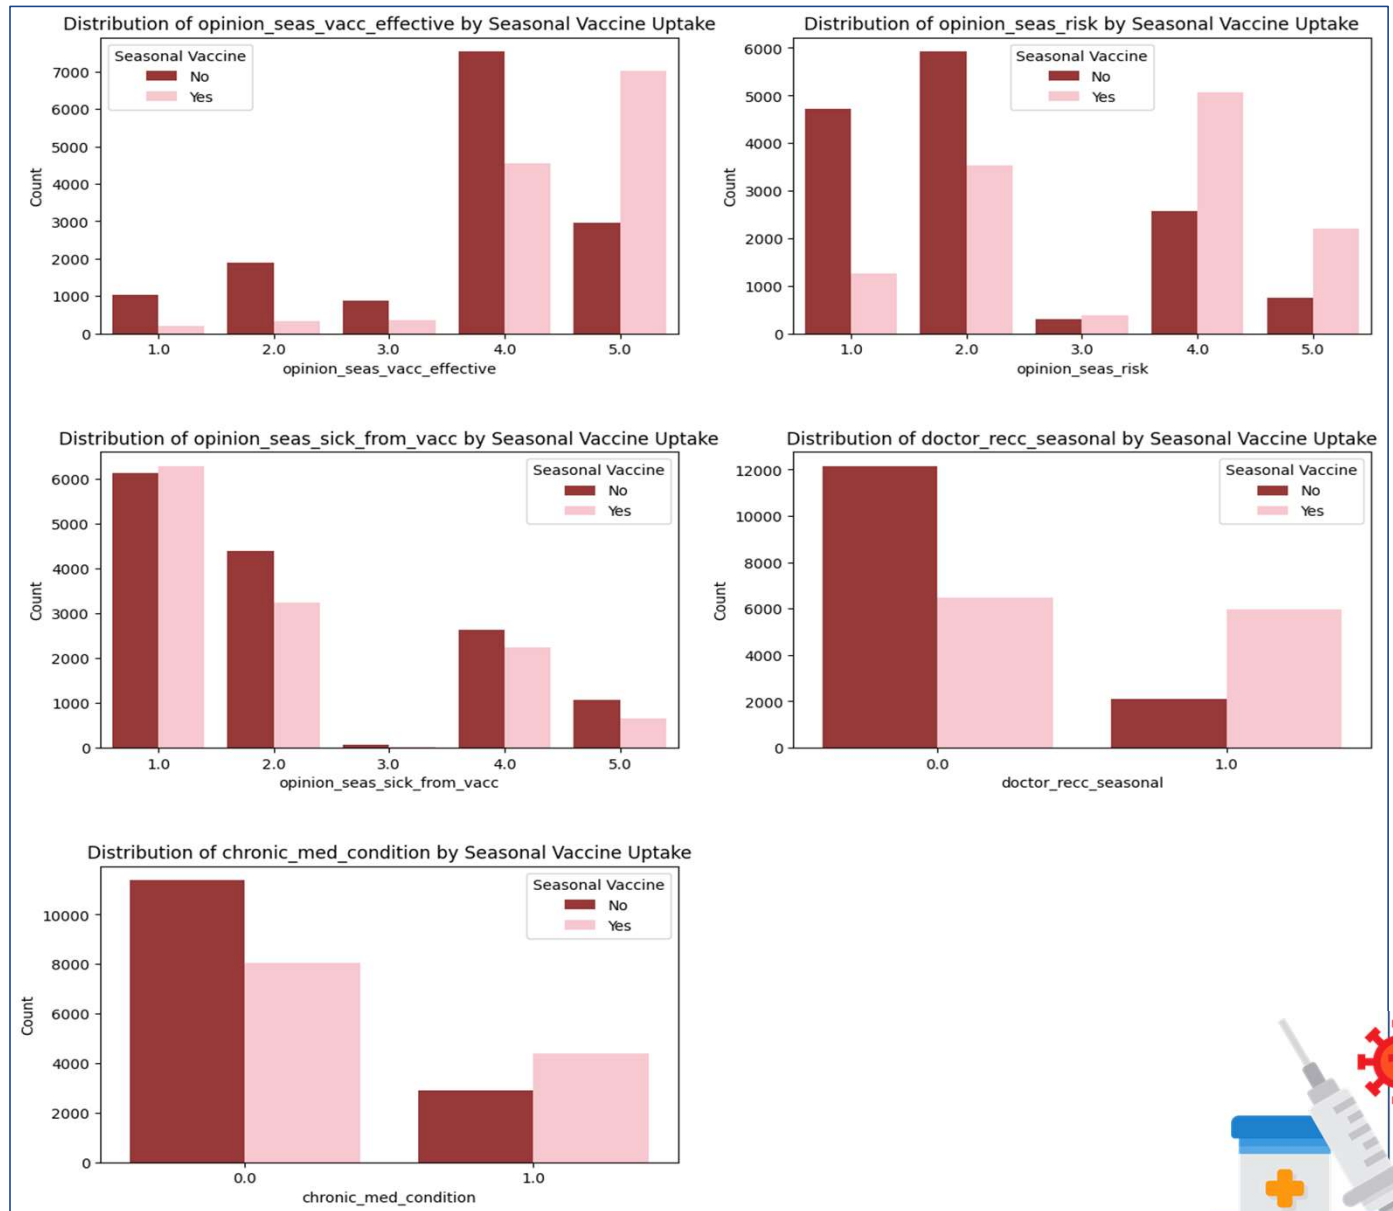 Distribution of opinion_seas_vacc_effective by Seasonal Vaccine Uptake
Seasonal Vaccine
No
Yes
Count
7000
6000
5000
4000
3000
2000
1000
0
1.0 2.0 3.0 4.0 5.0
opinion_seas_vacc_effective
Distribution of opinion_seas_risk by Seasonal Vaccine Uptake
Seasonal Vaccine
No
Yes
Count
6000
5000
4000
3000
2000
1000
0
1.0 2.0 3.0 4.0 5.0
opinion_seas_risk
Distribution of opinion_seas_sick_from_vacc by Seasonal Vaccine Uptake
Seasonal Vaccine
No
Yes
Count
6000
5000
4000
3000
2000
1000
0
1.0 2.0 3.0 4.0 5.0
opinion_seas_sick_from_vacc
Distribution of doctor_recc_seasonal by Seasonal Vaccine Uptake
Seasonal Vaccine
No
Yes
Count
12000
10000
8000
6000
4000
2000
0
0.0 1.0
doctor_recc_seasonal
Distribution of chronic_med_condition by Seasonal Vaccine Uptake
Seasonal Vaccine
No
Yes
Count
10000
8000
6000
4000
2000
0
0.0 1.0
chronic_med_condition